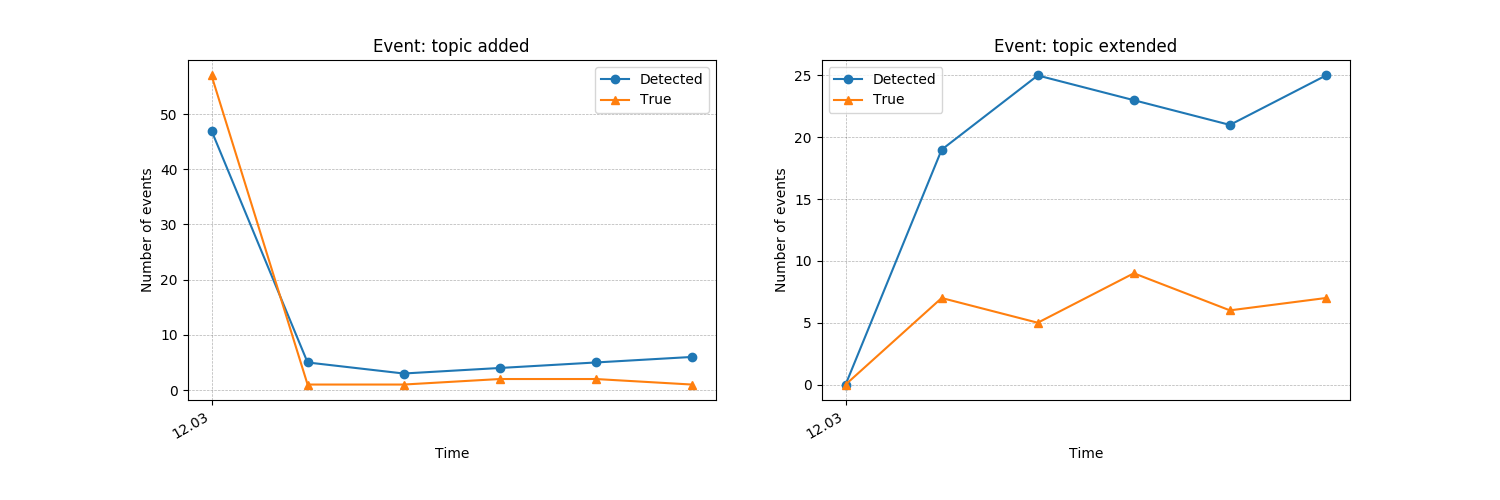 Event: topic added
Detected
True
50
40
30
20
10
0
Number of events
12.03
Time
Event: topic extended
Detected
True
25
20
15
10
5
0
Number of events
12.03
Time